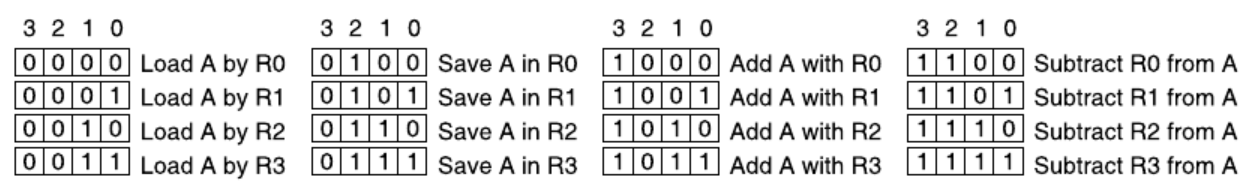 3 2 1 0 3 2 1 0 3 2 1 0 3 2 1 0
0 0 0 0 Load A by R0 0 1 0 0 Save A in R0 1 0 0 0 Add A with R0 1 1 0 0 Subtract R0 from A
0 0 0 1 Load A by R1 0 1 0 1 Save A in R1 1 0 0 1 Add A with R1 1 1 0 1 Subtract R1 from A
0 0 1 0 Load A by R2 0 1 1 0 Save A in R2 1 0 1 0 Add A with R2 1 1 1 0 Subtract R2 from A
0 0 1 1 Load A by R3 0 1 1 1 Save A in R3 1 0 1 1 Add A with R3 1 1 1 1 Subtract R3 from A